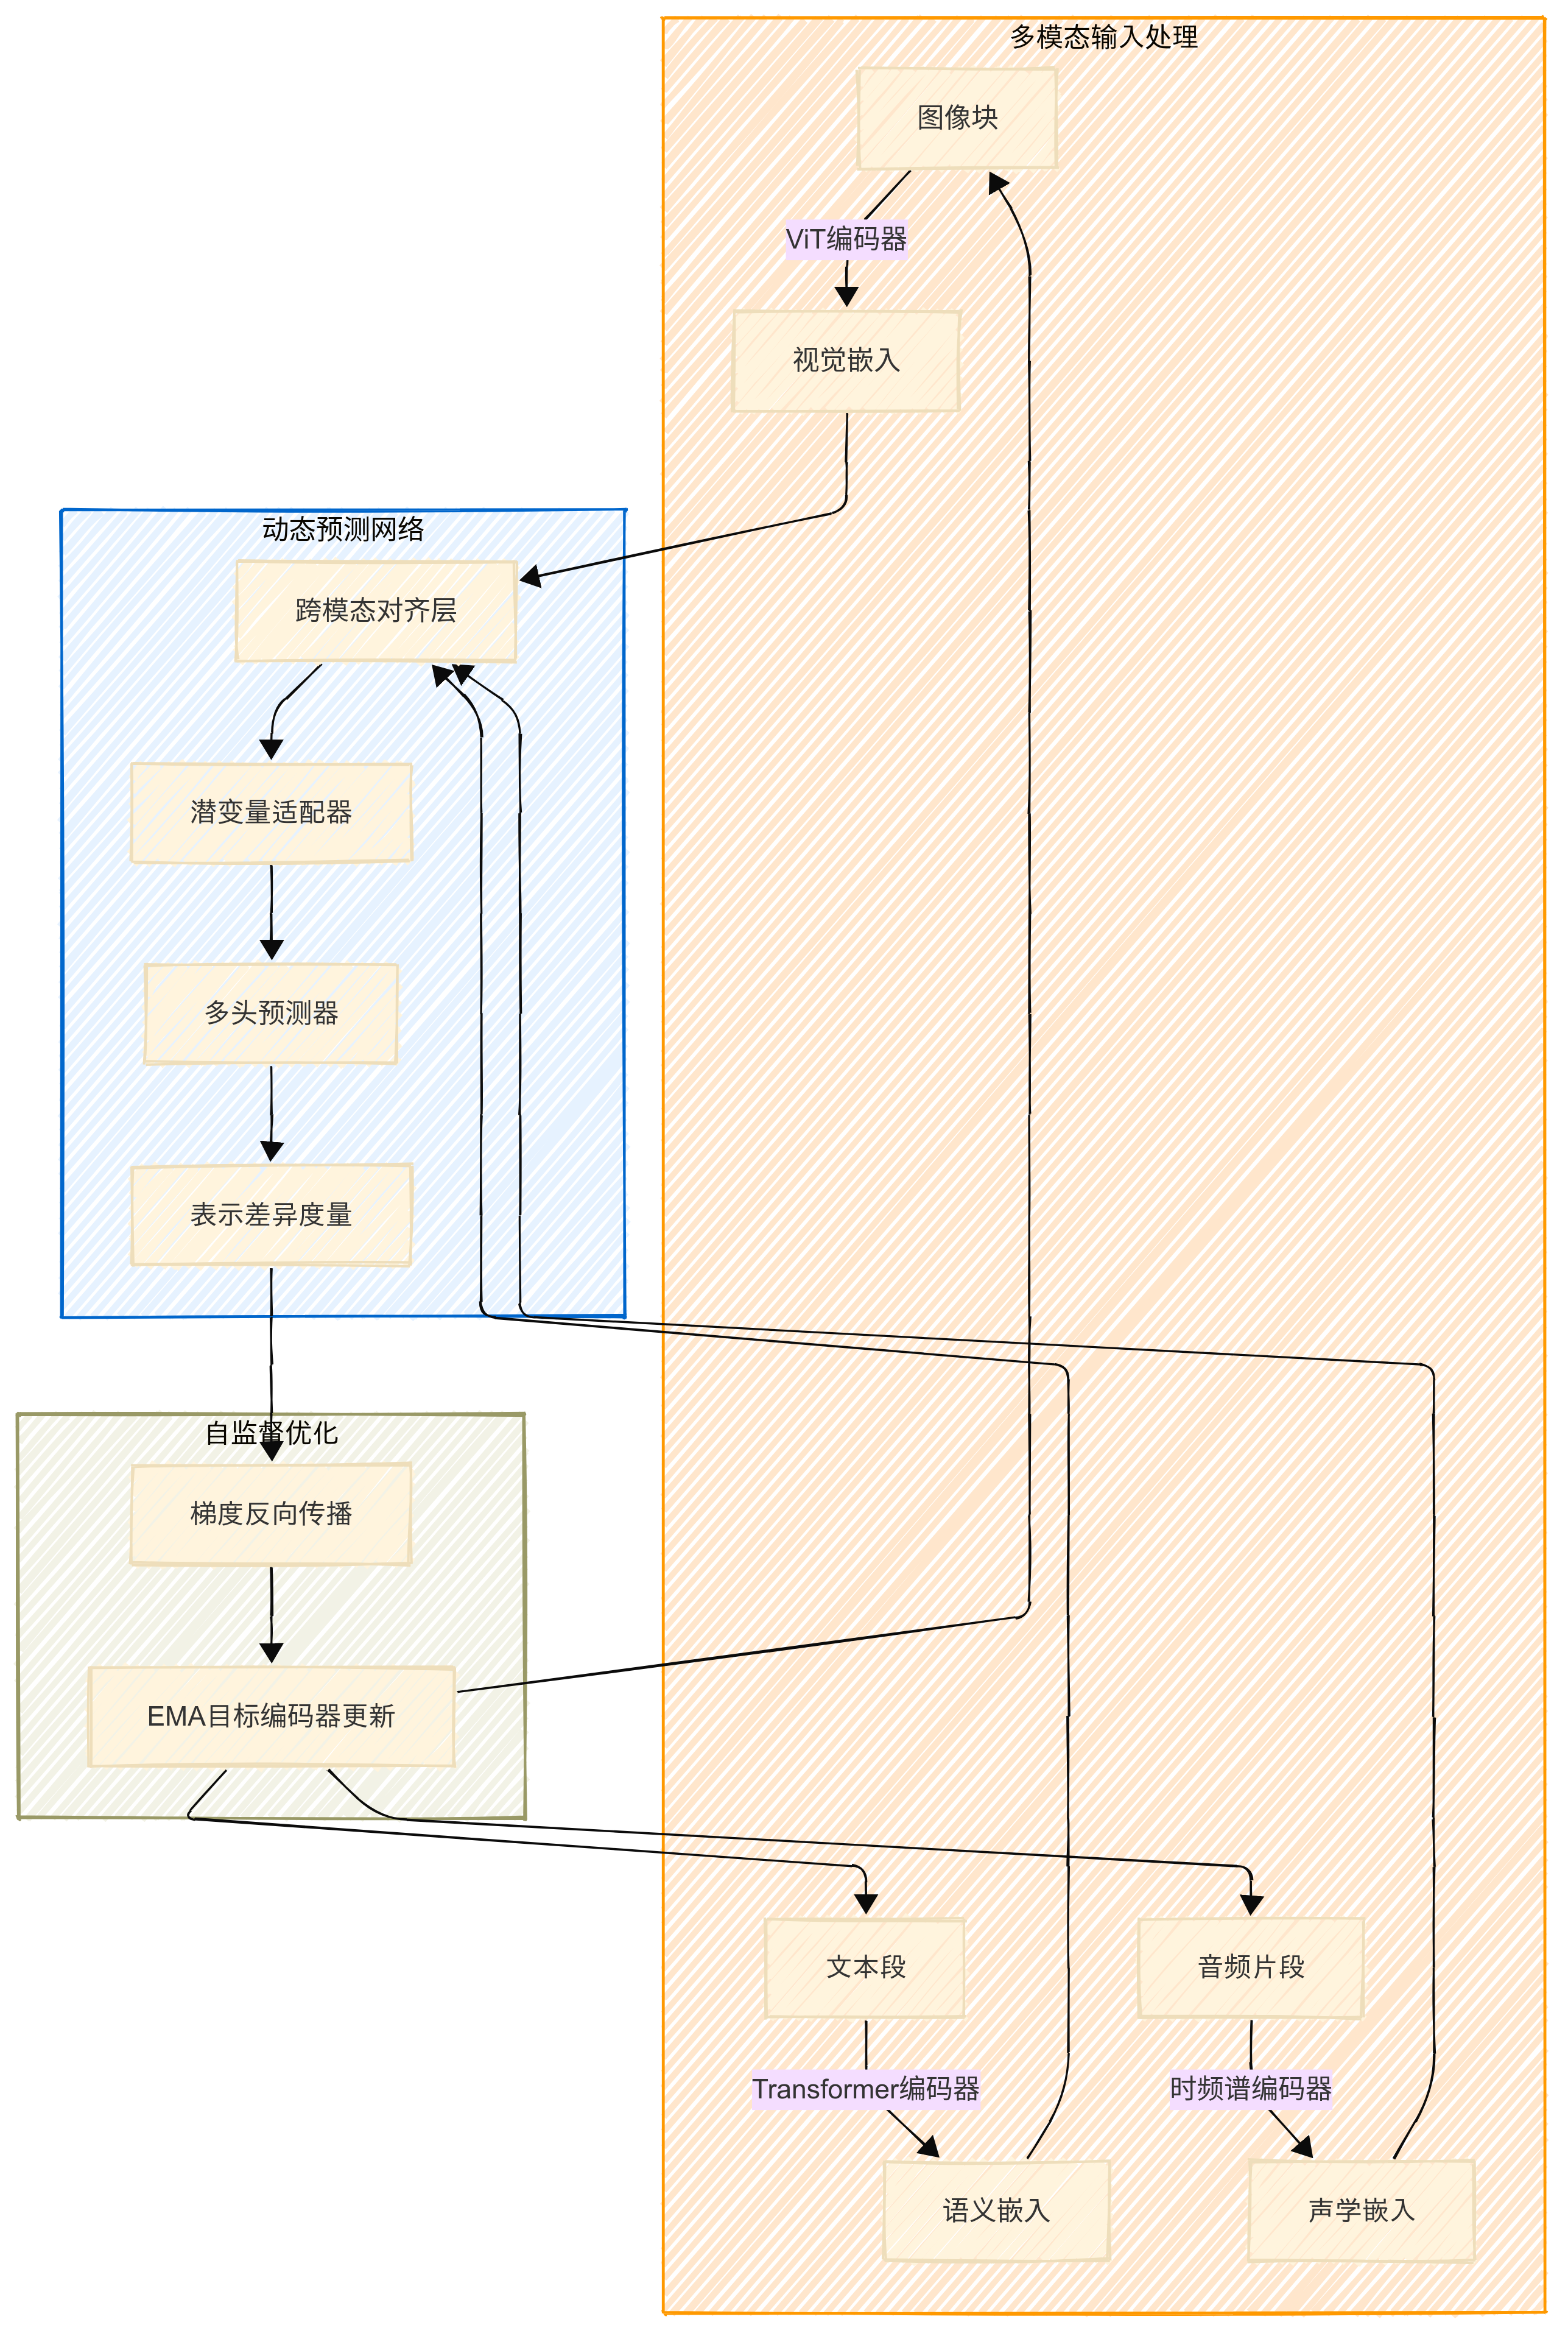 多模态输入处理
图像块
ViT编码器
视觉嵌入
动态预测网络
跨模态对齐层
潜变量适配器
多头预测器
表示差异度量
自监督优化
梯度反向传播
EMA目标编码器更新
文本段
音频片段
Transformer编码器
时频谱编码器
语义嵌入
声学嵌入